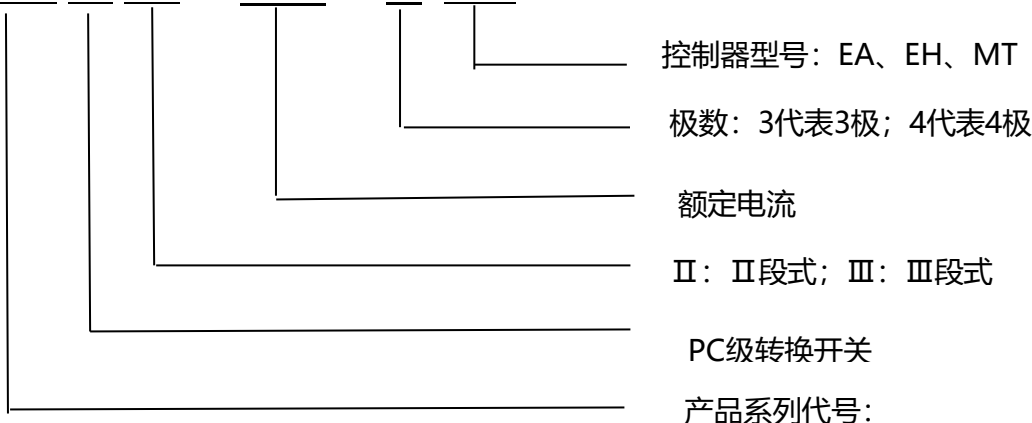 控制器型号：EA、EH、MT
极数：3代表3极；4代表4极
额定电流
Ⅱ：Ⅱ段式；Ⅲ：Ⅲ段式
PC级转换开关
产品系列代号：